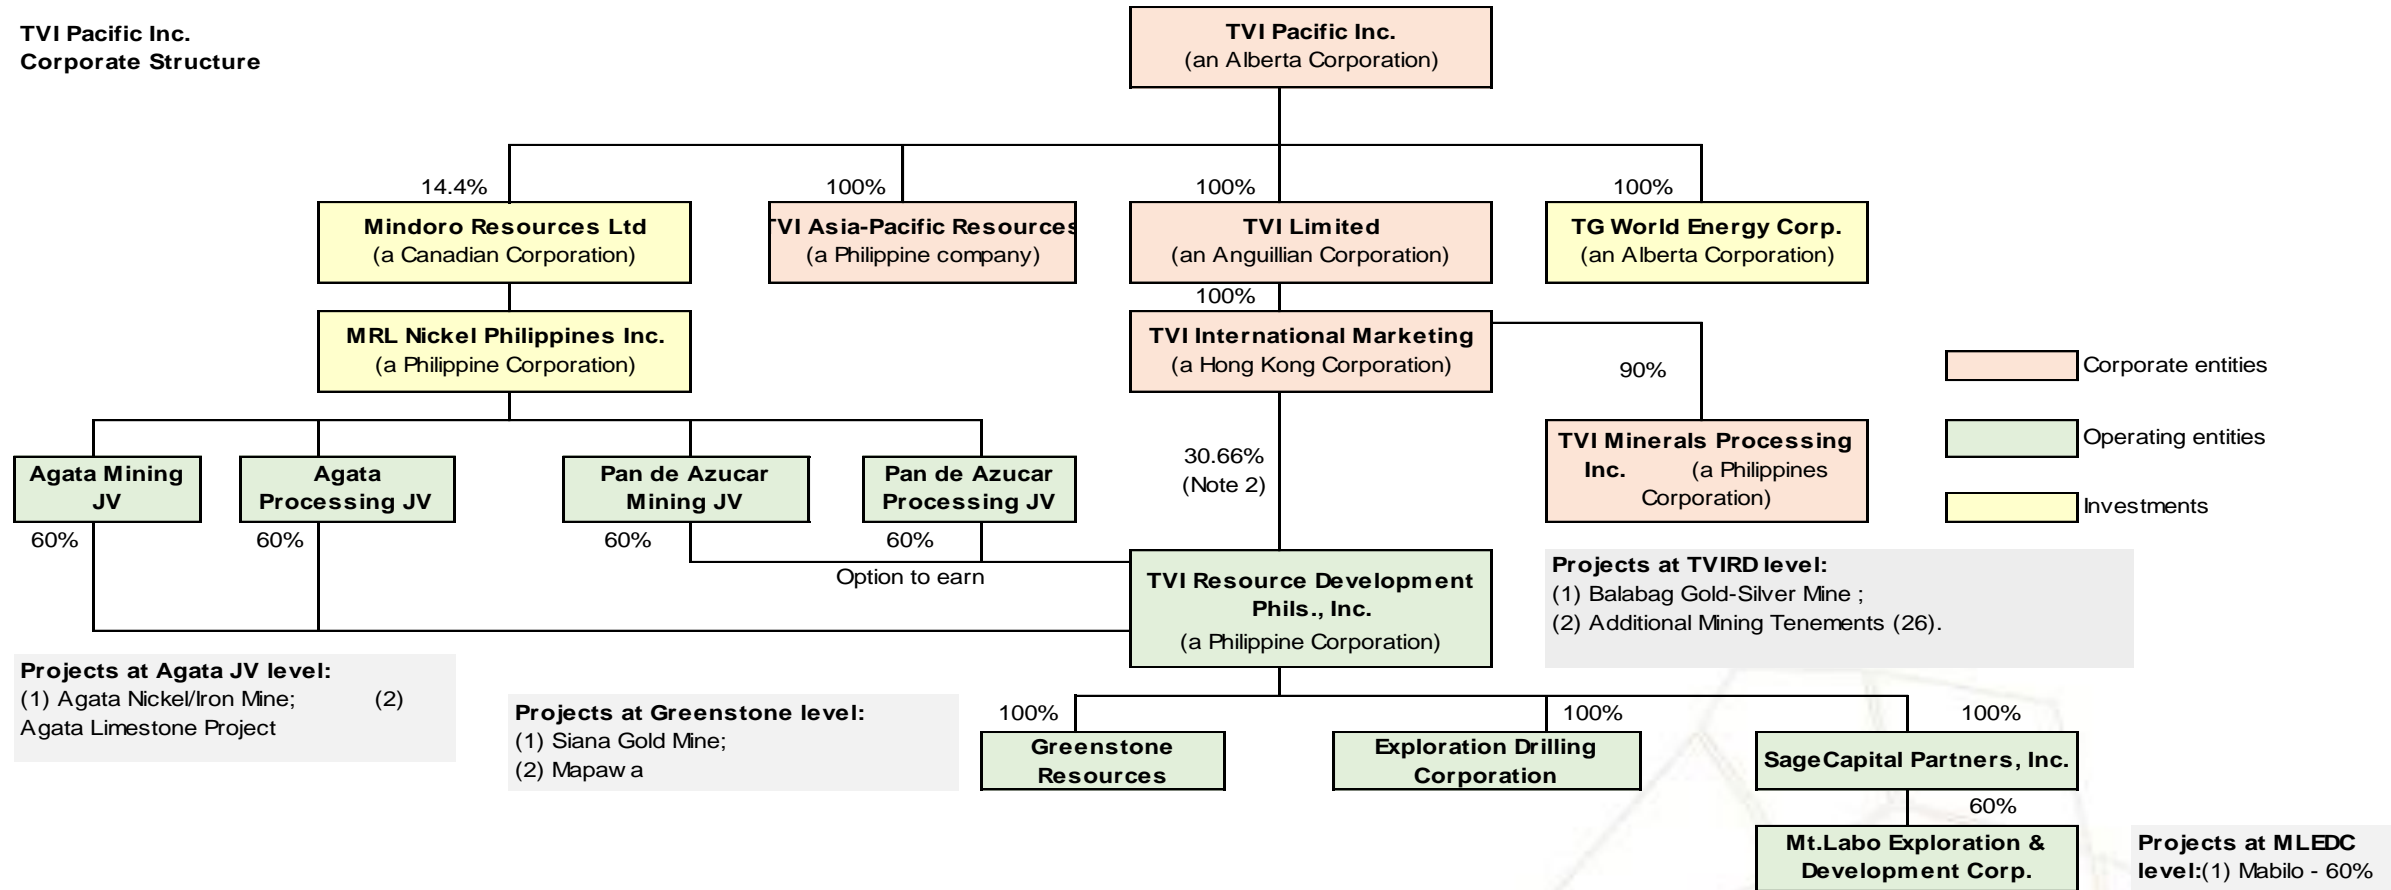 TVI Pacific Inc.
Corporate Structure
TVI Pacific Inc.
(an Alberta Corporation)
14.4%
100%
100%
100%
Mindoro Resources Ltd
(a Canadian Corporation)
TVI Asia-Pacific Resources
(a Philippine company)
TVI Limited
(an Anguillian Corporation)
TG World Energy Corp.
(an Alberta Corporation)
100%
MRL Nickel Philippines Inc.
(a Philippine Corporation)
TVI International Marketing
(a Hong Kong Corporation)
90%
Corporate entities
Operating entities
Investments
Agata Mining
JV
Agata
Processing JV
Pan de Azucar
Mining JV
Pan de Azucar
Processing JV
30.66%
(Note 2)
TVI Minerals Processing
Inc. (a Philippines
Corporation)
60%
60%
60%
60%
Option to earn
TVI Resource Development
Phils., Inc.
(a Philippine Corporation)
Projects at TVIRD level:
(1) Balabag Gold-Silver Mine ;
(2) Additional Mining Tenements (26).
Projects at Agata JV level:
(1) Agata Nickel/Iron Mine; (2)
Agata Limestone Project
Projects at Greenstone level:
(1) Siana Gold Mine;
(2) Mapawa
100%
100%
100%
Greenstone
Resources
Exploration Drilling
Corporation
SageCapital Partners, Inc.
60%
Mt.Labo Exploration &
Development Corp.
Projects at MLEDC
level:(1) Mabilo - 60%